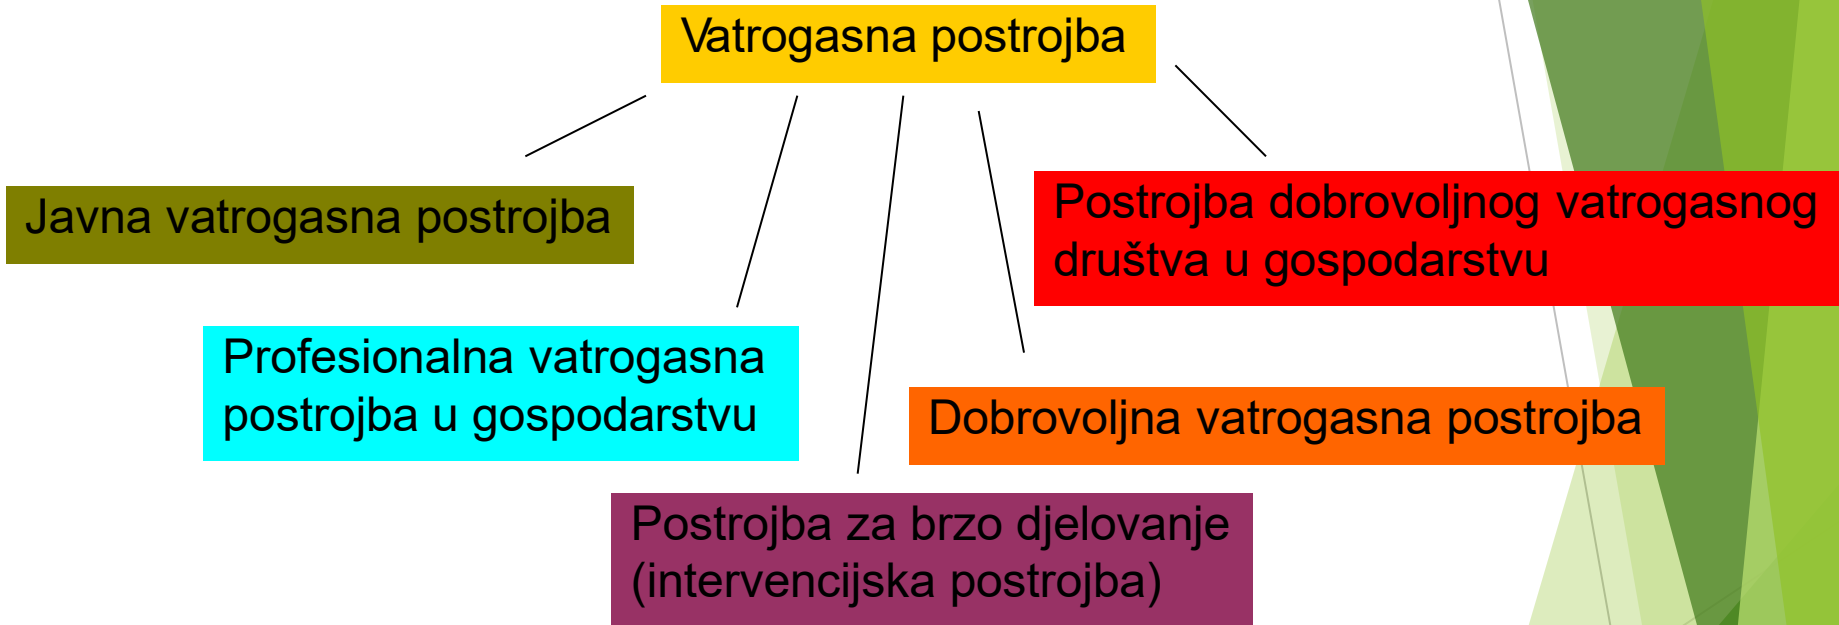 Vatrogasna postrojba
Javna vatrogasna postrojba
Postrojba dobrovoljnog vatrogasnog
društva u gospodarstvu
Profesionalna vatrogasna
postrojba u gospodarstvu
Dobrovoljna vatrogasna postrojba
Postrojba za brzo djelovanje
(intervencijska postrojba)